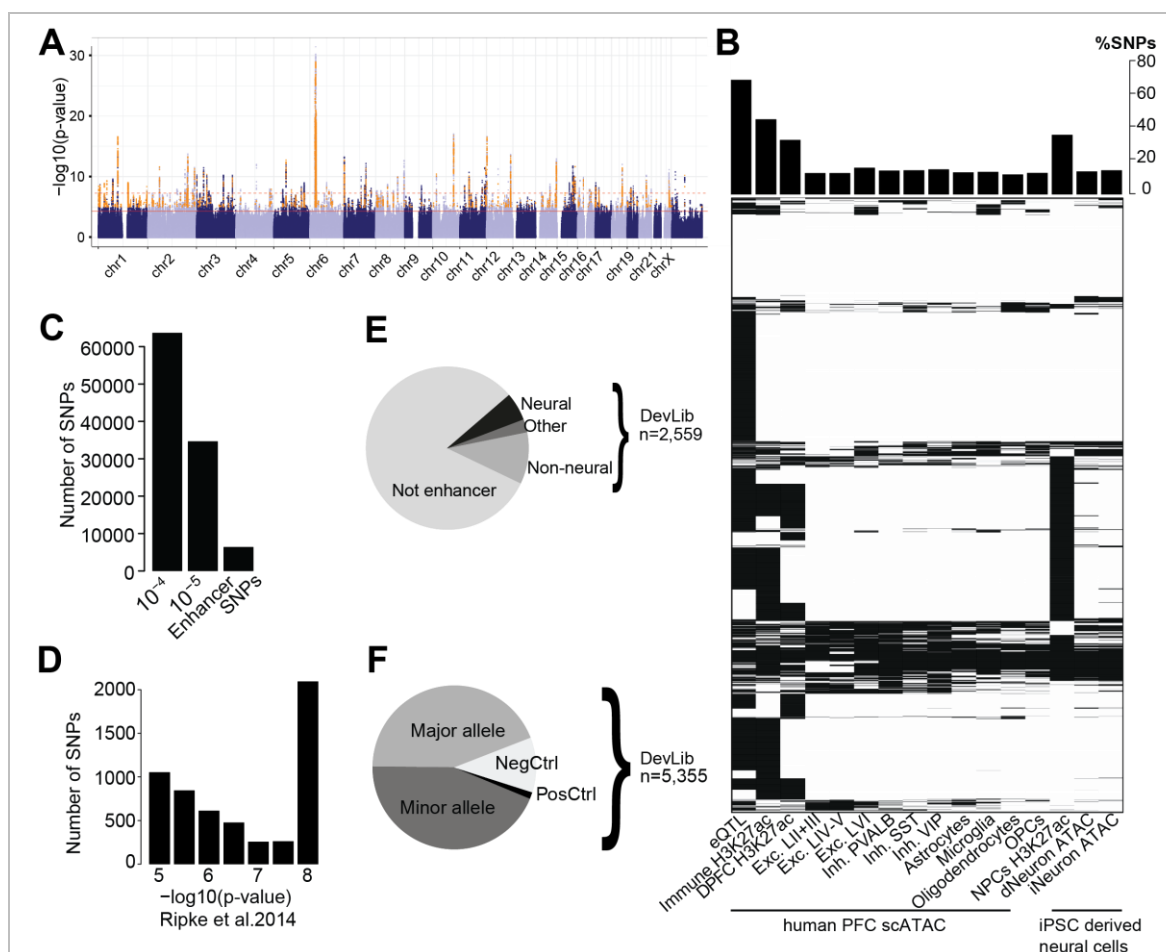 A
30
20
10
0
−log10(p-value)
chr1
chr2
chr3
chr4
chr5
chr6
chr7
chr8
chr9
chr10
chr11
chr12
chr13
chr14
chr15
chr16
chr17
chr19
chr21
chrX
B
%SNPs
80
60
40
20
0
eQTL
Immune H3K27ac
DPFC H3K27ac
Exc. LII+III
Exc. LIV-V
Exc. LVI
Inh. PVALB
Inh. SST
Inh. VIP
Astrocytes
Microglia
Oligodendrocytes
OPCs
NPCs H3K27ac
dNeuron ATAC
iNeuron ATAC
human PFC scATAC
iPSC derived
neural cells
C
60000
50000
40000
30000
20000
10000
0
Number of SNPs
10⁻⁴
10⁻⁵
Enhancer
SNPs
E
Neural
Other
Non-neural
Not enhancer
DevLib
n=2,559
D
2000
1500
1000
500
0
Number of SNPs
5
6
7
8
−log10(p-value)
Ripke et al.2014
F
Major allele
NegCtrl
PosCtrl
Minor allele
DevLib
n=5,355